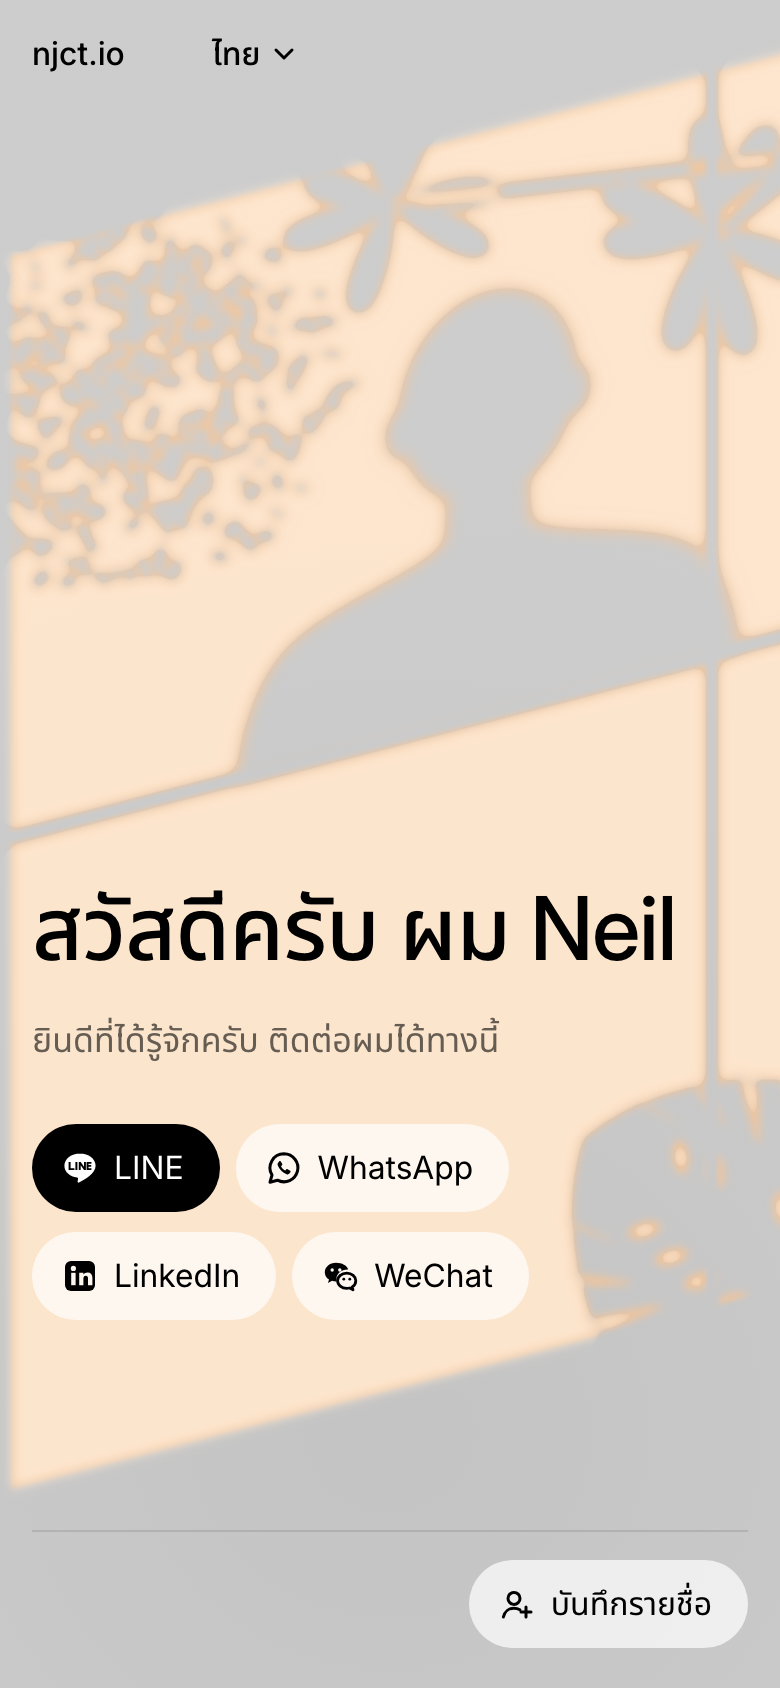 njct.io
ไทย
สวัสดีครับ ผม Neil
ยินดีที่ได้รู้จักครับ ติดต่อผมได้ทางนี้
LINE LINE
WhatsApp
in LinkedIn
WeChat
บันทึกรายชื่อ